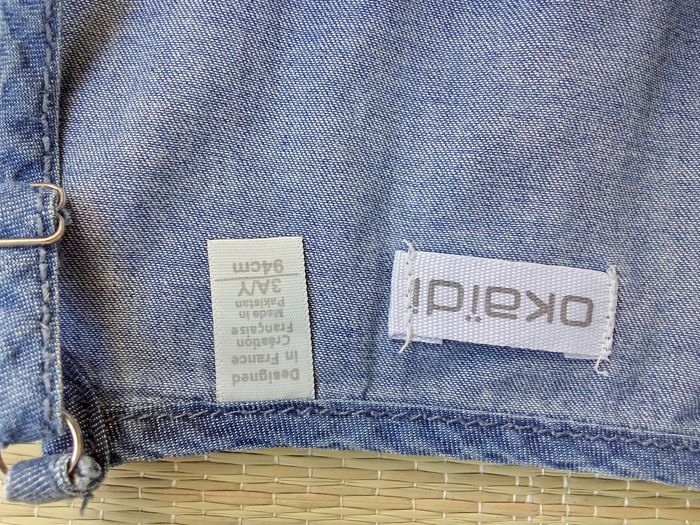 Designed
in France
Création
Française
Made in
Pakistan
3A/Y
94cm
okaïdi